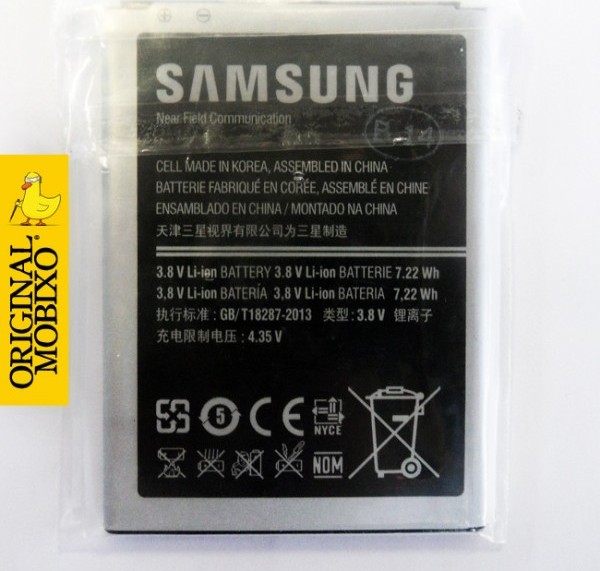 SAMSUNG
Near Field Communication
CELL MADE IN KOREA, ASSEMBLED IN CHINA
BATTERIE FABRIQUÉ EN CORÉE, ASSEMBLÉ EN CHINE
ENSAMBLADO EN CHINA / MONTADO NA CHINA
天津三星视界有限公司为三星制造
3.8 V Li-ion BATTERY 3.8 V Li-ion BATTERIE 7.22 Wh
3,8 V Li-ion BATERÍA 3,8 V Li-ion BATERIA 7,22 Wh
执行标准 : GB/T18287-2013 类型: 3.8 V 锂离子
充电限制电压 : 4.35 V
5 CE NYCE
NOM
ORIGINAL
MOBIXO®